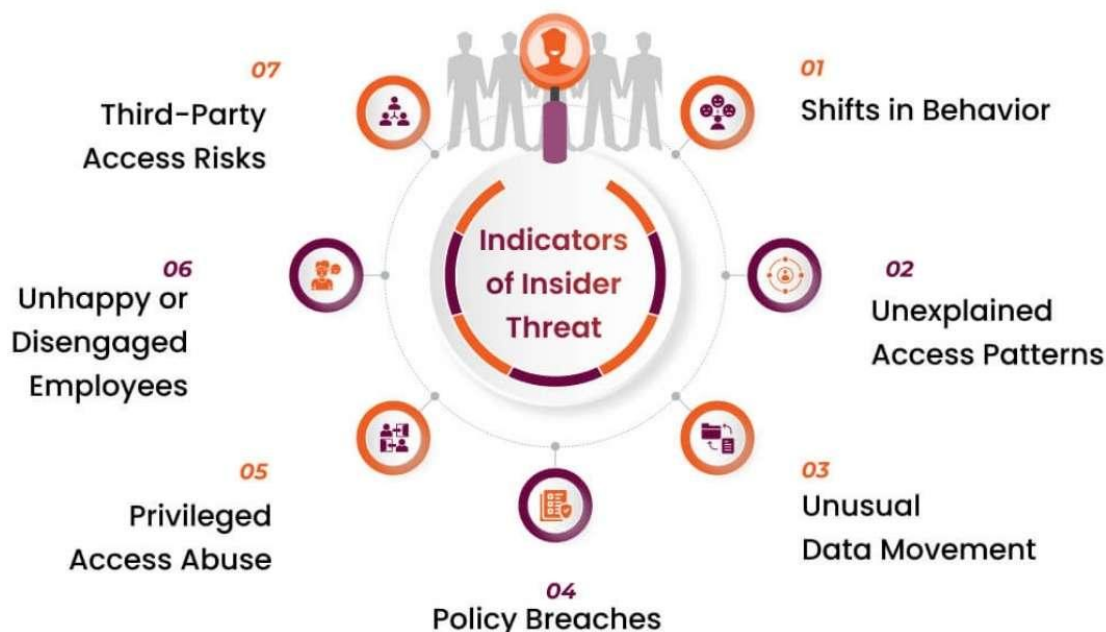 Indicators
of Insider
Threat
01
Shifts in Behavior
02
Unexplained
Access Patterns
03
Unusual
Data Movement
04
Policy Breaches
05
Privileged
Access Abuse
06
Unhappy or
Disengaged
Employees
07
Third-Party
Access Risks